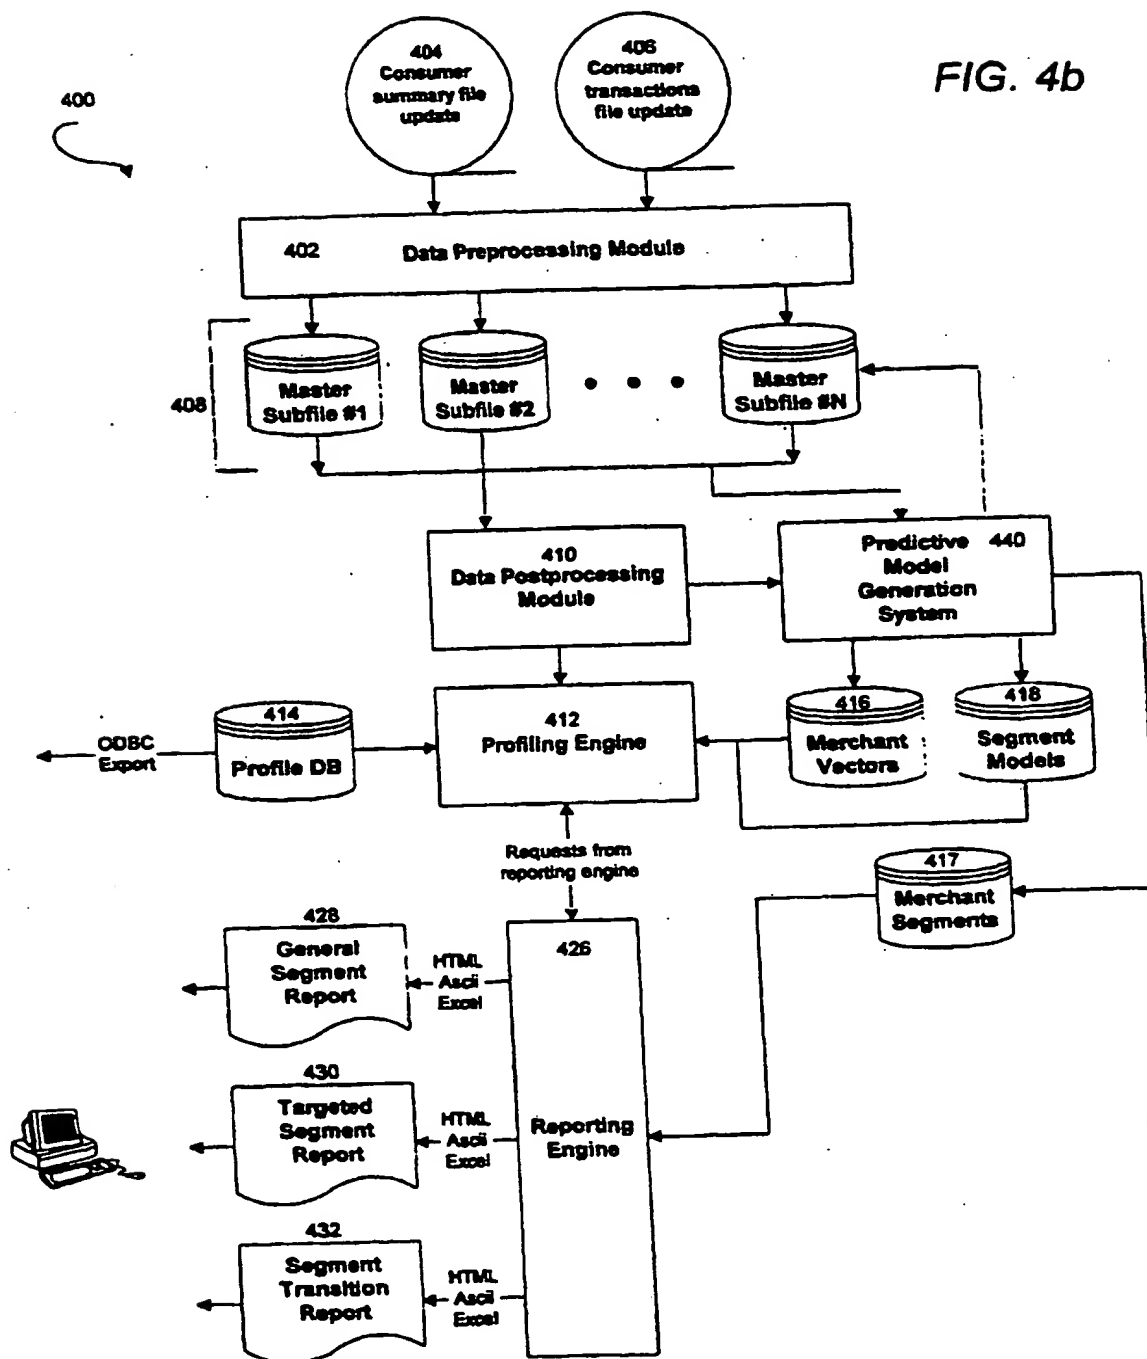 FIG. 4b
400
404
Consumer
summary file
update
406
Consumer
transactions
file update
402
Data Preprocessing Module
408
Master
Subfile #1
Master
Subfile #2
Master
Subfile #N
410
Data Postprocessing
Module
Predictive
Model
Generation
System
440
414
Profile DB
ODBC
Export
412
Profiling Engine
416
Merchant
Vectors
418
Segment
Models
Requests from
reporting engine
417
Merchant
Segments
428
General
Segment
Report
HTML
Ascii
Excel
426
Reporting
Engine
430
Targeted
Segment
Report
HTML
Ascii
Excel
432
Segment
Transition
Report
HTML
Ascii
Excel